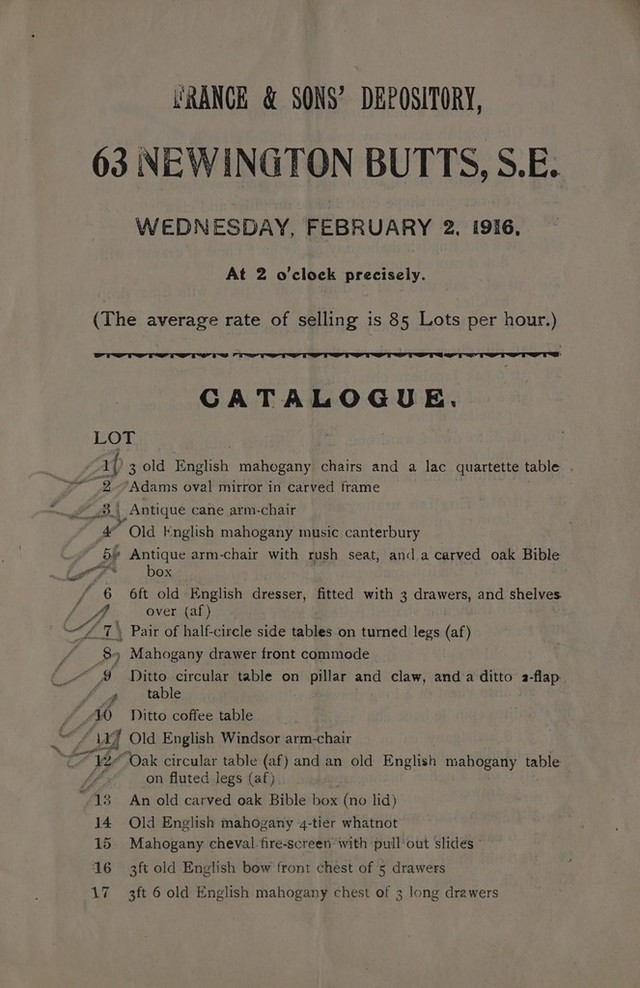 FRANCE & SONS' DEPOSITORY,
63 NEWINGTON BUTTS, S.E.
WEDNESDAY, FEBRUARY 2, 1916,
At 2 o'clock precisely.
(The average rate of selling is 85 Lots per hour.)
CATALOGUE.
LOT
1 3 old English mahogany chairs and a lac quartette table
2 Adams oval mirror in carved frame
3 Antique cane arm-chair
4 Old English mahogany music canterbury
5 Antique arm-chair with rush seat, and a carved oak Bible
box
6 6ft old English dresser, fitted with 3 drawers, and shelves
over (af)
7 Pair of half-circle side tables on turned legs (af)
8 Mahogany drawer front commode
9 Ditto circular table on pillar and claw, and a ditto 2-flap
table
10 Ditto coffee table
11 Old English Windsor arm-chair
12 Oak circular table (af) and an old English mahogany table
on fluted legs (af)
13 An old carved oak Bible box (no lid)
14 Old English mahogany 4-tier whatnot
15 Mahogany cheval fire-screen with pull out slides
16 3ft old English bow front chest of 5 drawers
17 3ft 6 old English mahogany chest of 3 long drawers